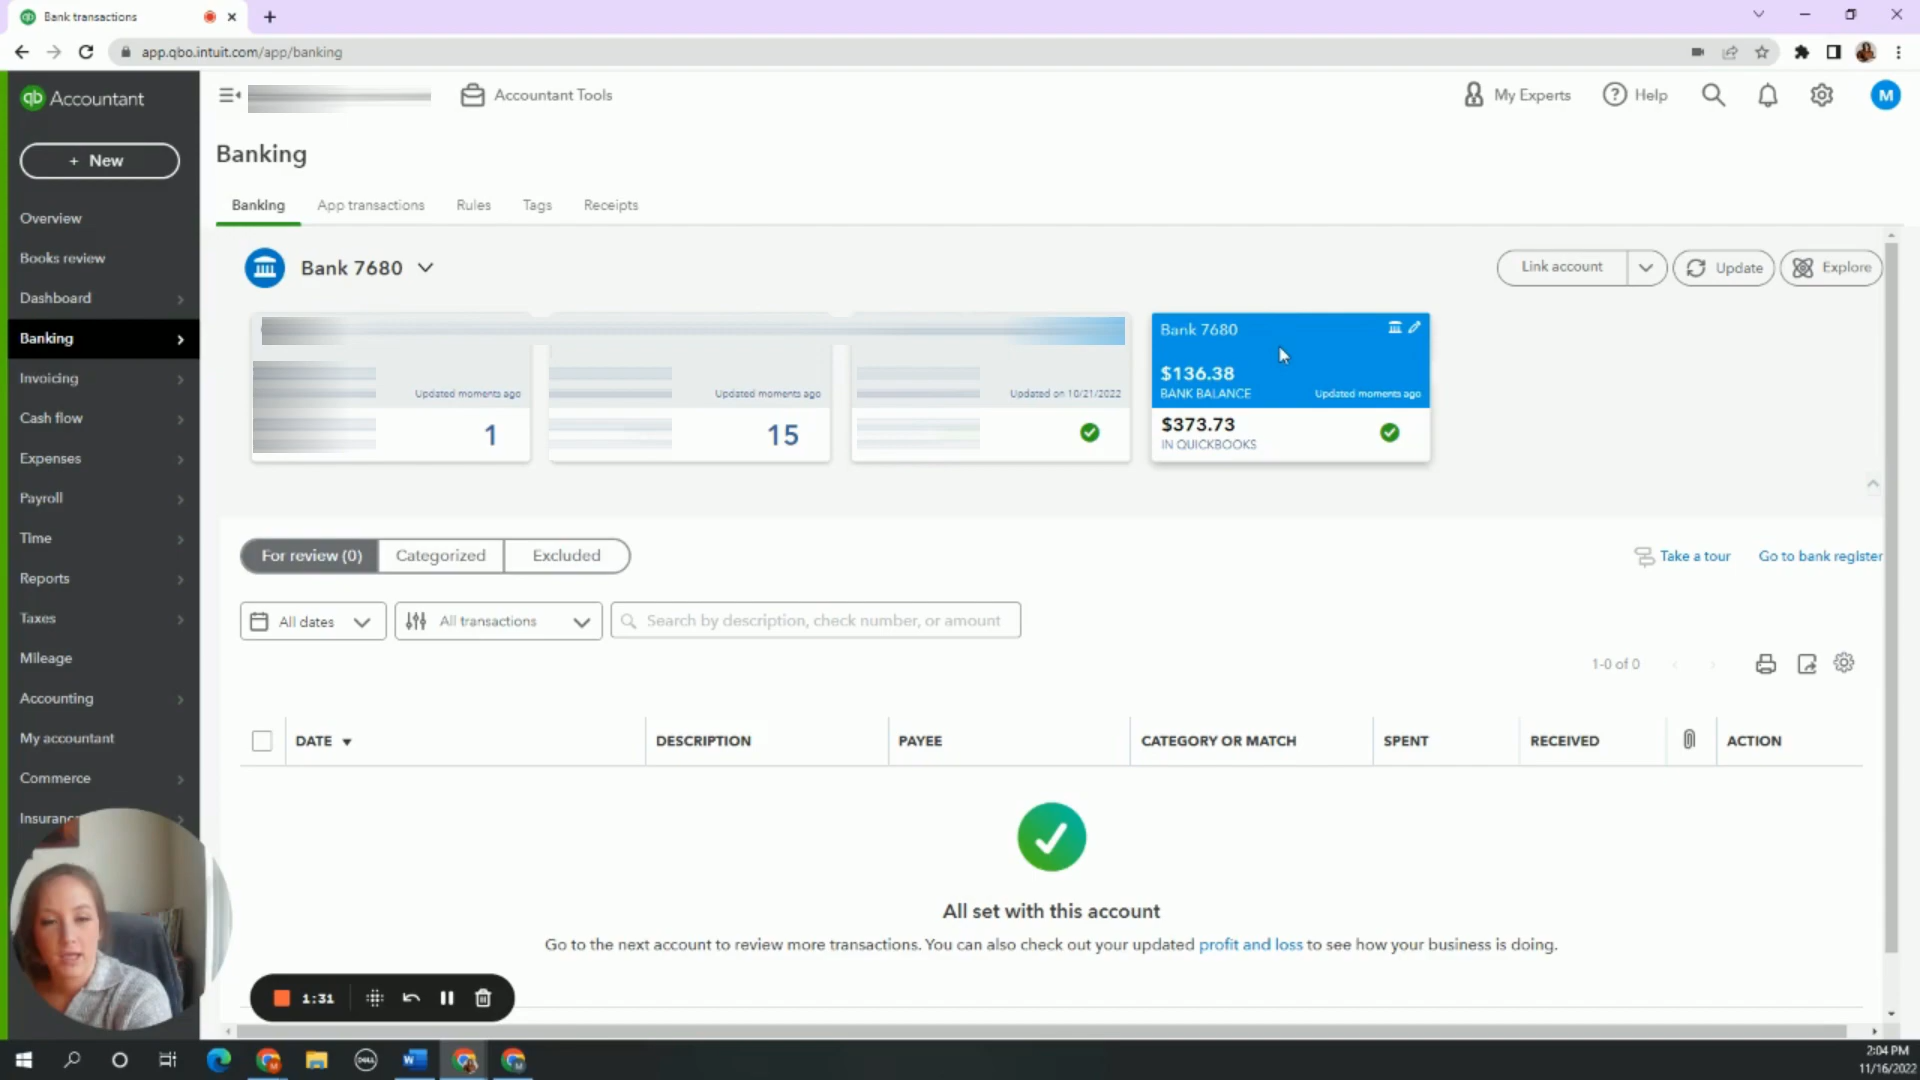 Bank transactions
app.qbo.intuit.com/app/banking
qb Accountant
Accountant Tools
My Experts
Help
M
+ New
Banking
Banking
App transactions
Rules
Tags
Receipts
Overview
Books review
Dashboard
Banking
Invoicing
Cash flow
Expenses
Payroll
Time
Reports
Taxes
Mileage
Accounting
My accountant
Commerce
Bank 7680
Link account
Update
Explore
Updated moments ago
1
Updated moments ago
15
Updated on 10/21/2022
Bank 7680
$136.38
BANK BALANCE
Updated moments ago
$373.73
IN QUICKBOOKS
For review (0)
Categorized
Excluded
Take a tour
Go to bank register
All dates
All transactions
Search by description, check number, or amount
1-0 of 0
DATE
DESCRIPTION
PAYEE
CATEGORY OR MATCH
SPENT
RECEIVED
ACTION
All set with this account
Go to the next account to review more transactions. You can also check out your updated profit and loss to see how your business is doing.
1:31
DELL
2:04 PM
11/16/2022